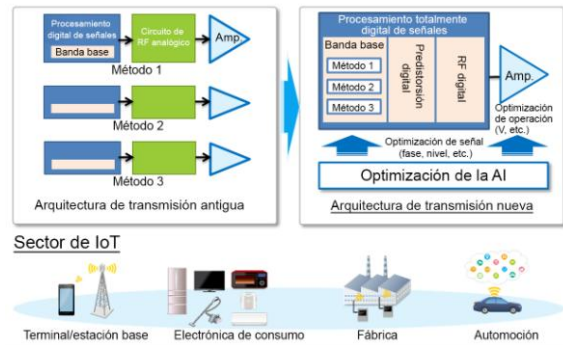 Procesamiento
digital de señales
Banda base
Circuito de
RF analógico
Amp.
Método 1
Método 2
Método 3
Arquitectura de transmisión antigua
Procesamiento totalmente
digital de señales
Banda base
Método 1
Método 2
Método 3
Predistorsión
digital
RF digital
Amp.
Optimización
de operación
(V, etc.)
Optimización de señal
(fase, nivel, etc.)
Optimización de la AI
Arquitectura de transmisión nueva
Sector de IoT
Terminal/estación base
Electrónica de consumo
Fábrica
Automoción